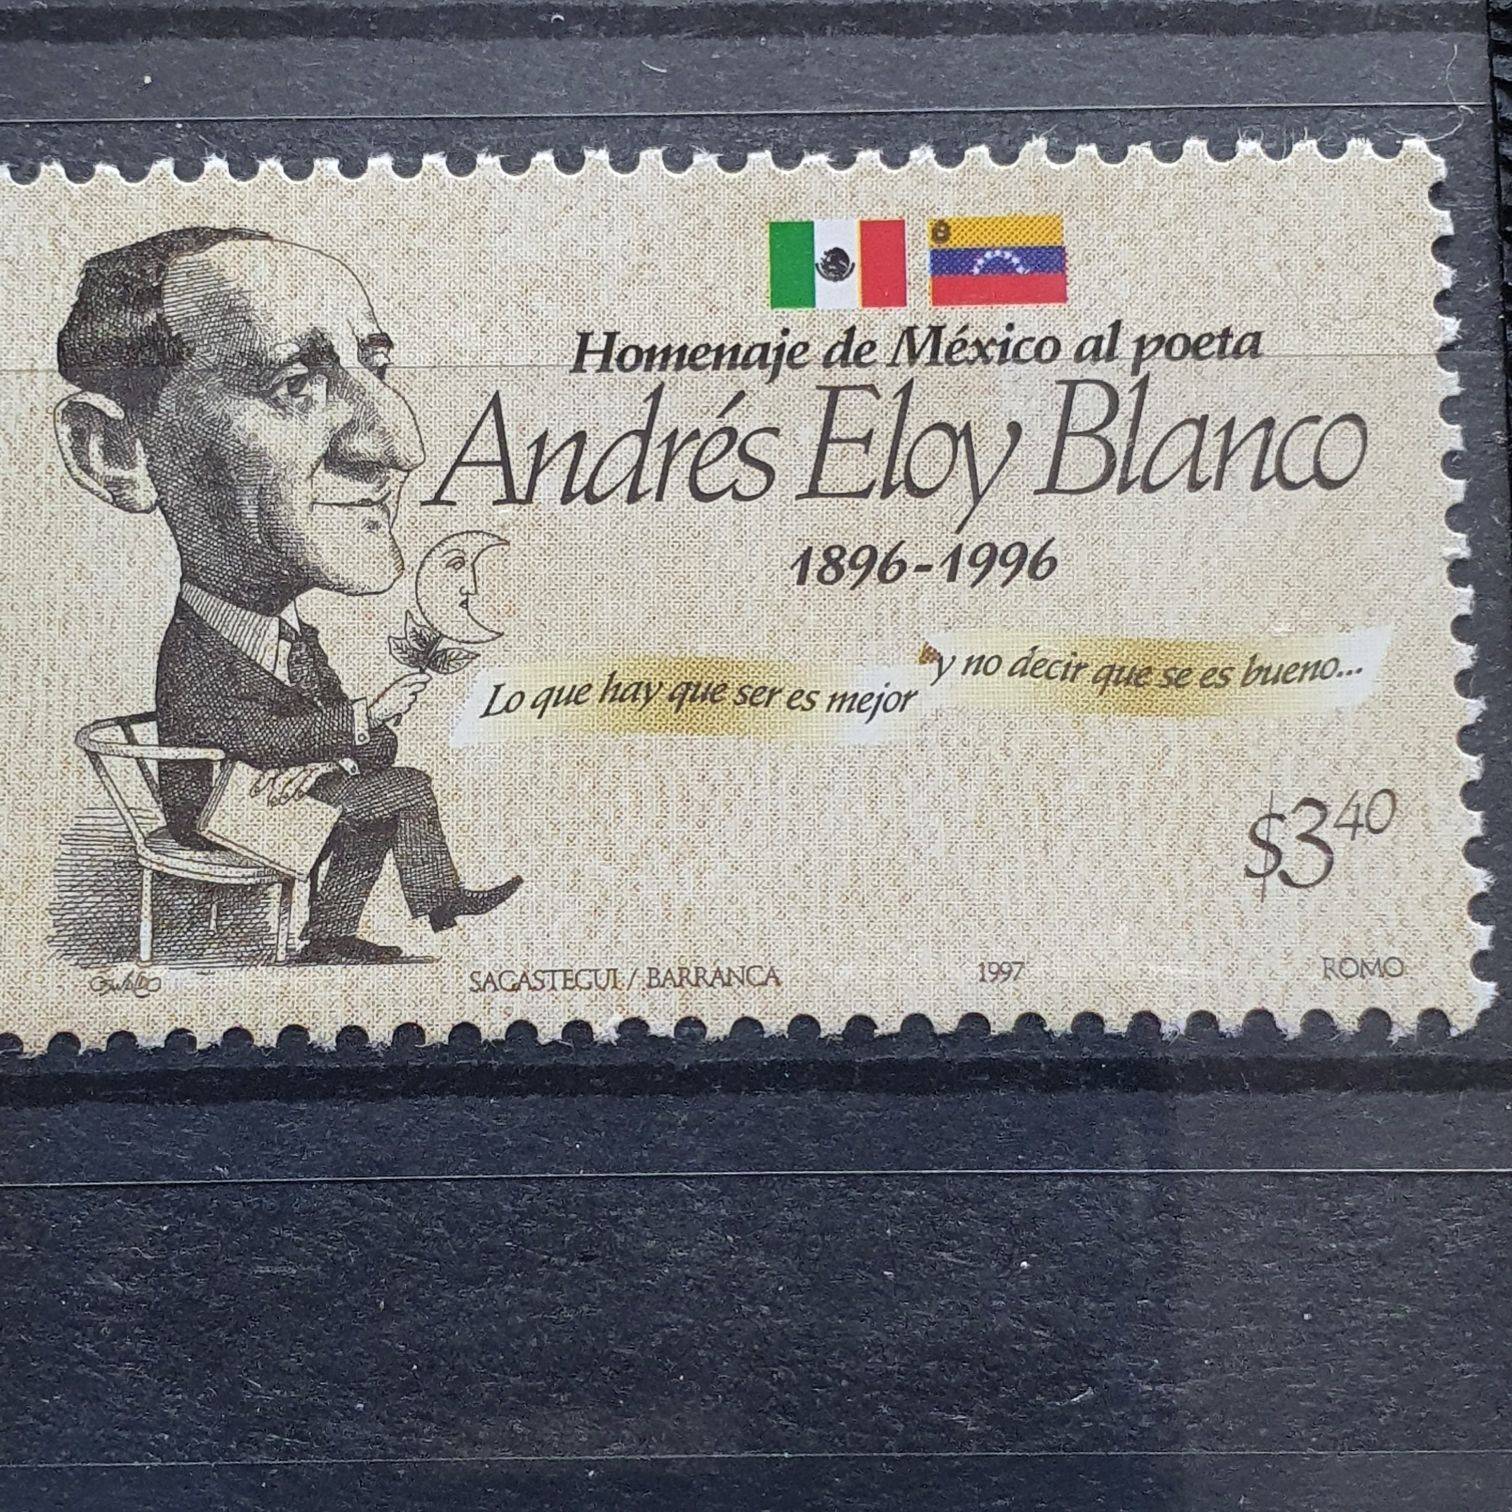 Homenaje de México al poeta
Andrés Eloy Blanco
1896-1996
Lo que hay que ser es mejor
y no decir que se es bueno...
$3 40
OSWALDO
SAGASTEGUI / BARRANCA
1997
ROMO